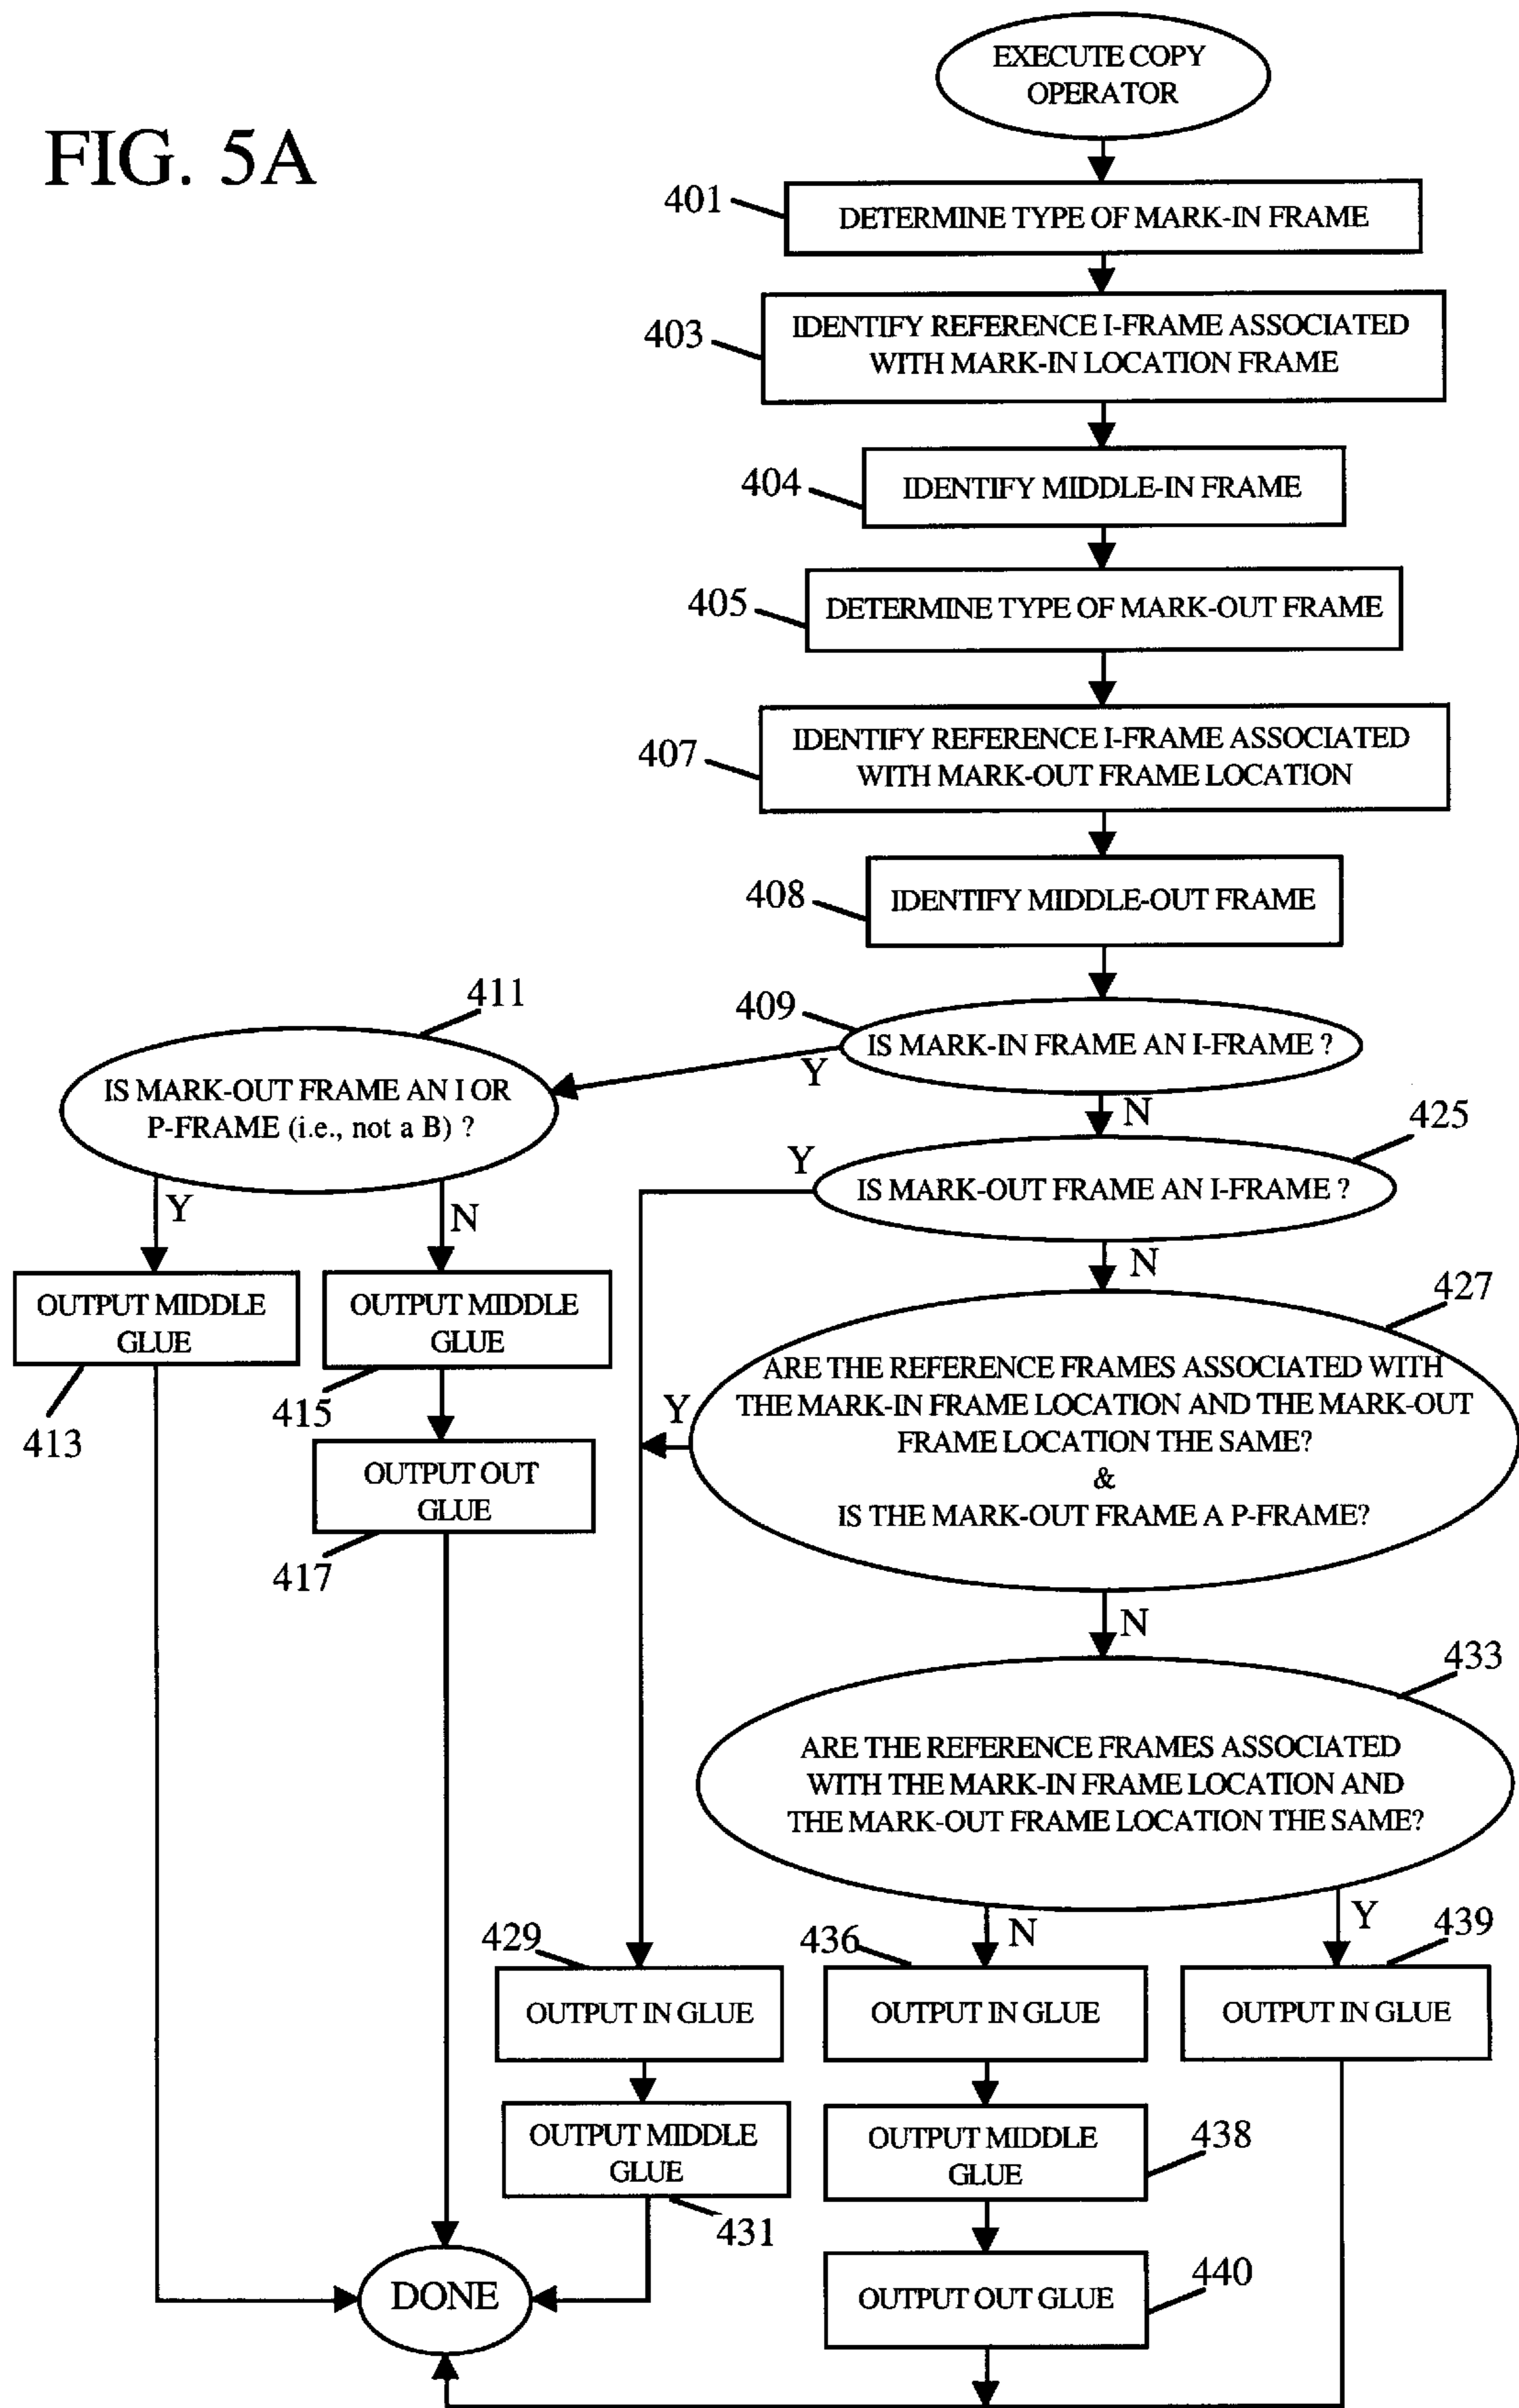 FIG. 5A
EXECUTE COPY
OPERATOR
401
DETERMINE TYPE OF MARK-IN FRAME
403
IDENTIFY REFERENCE I-FRAME ASSOCIATED
WITH MARK-IN LOCATION FRAME
404
IDENTIFY MIDDLE-IN FRAME
405
DETERMINE TYPE OF MARK-OUT FRAME
407
IDENTIFY REFERENCE I-FRAME ASSOCIATED
WITH MARK-OUT FRAME LOCATION
408
IDENTIFY MIDDLE-OUT FRAME
409
IS MARK-IN FRAME AN I-FRAME ?
Y
N
411
IS MARK-OUT FRAME AN I OR
P-FRAME (i.e., not a B) ?
Y
N
425
IS MARK-OUT FRAME AN I-FRAME ?
Y
N
OUTPUT MIDDLE
GLUE
413
OUTPUT MIDDLE
GLUE
415
OUTPUT OUT
GLUE
417
427
ARE THE REFERENCE FRAMES ASSOCIATED WITH
THE MARK-IN FRAME LOCATION AND THE MARK-OUT
FRAME LOCATION THE SAME?
&
IS THE MARK-OUT FRAME A P-FRAME?
Y
N
433
ARE THE REFERENCE FRAMES ASSOCIATED
WITH THE MARK-IN FRAME LOCATION AND
THE MARK-OUT FRAME LOCATION THE SAME?
N
Y
429
OUTPUT IN GLUE
436
OUTPUT IN GLUE
439
OUTPUT IN GLUE
OUTPUT MIDDLE
GLUE
431
OUTPUT MIDDLE
GLUE
438
OUTPUT OUT GLUE
440
DONE